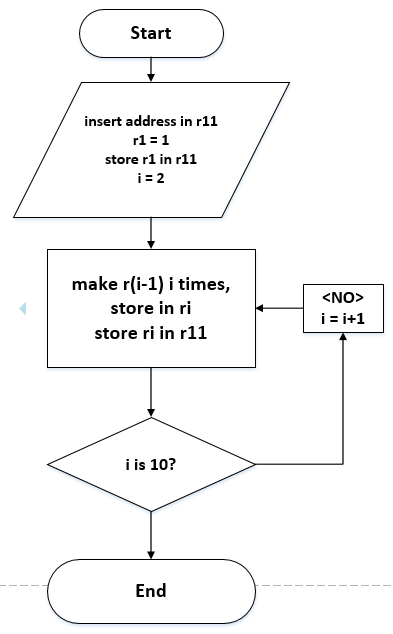 Start
insert address in r11
r1 = 1
store r1 in r11
i = 2
make r(i-1) i times,
store in ri
store ri in r11
<NO>
i = i+1
i is 10?
End